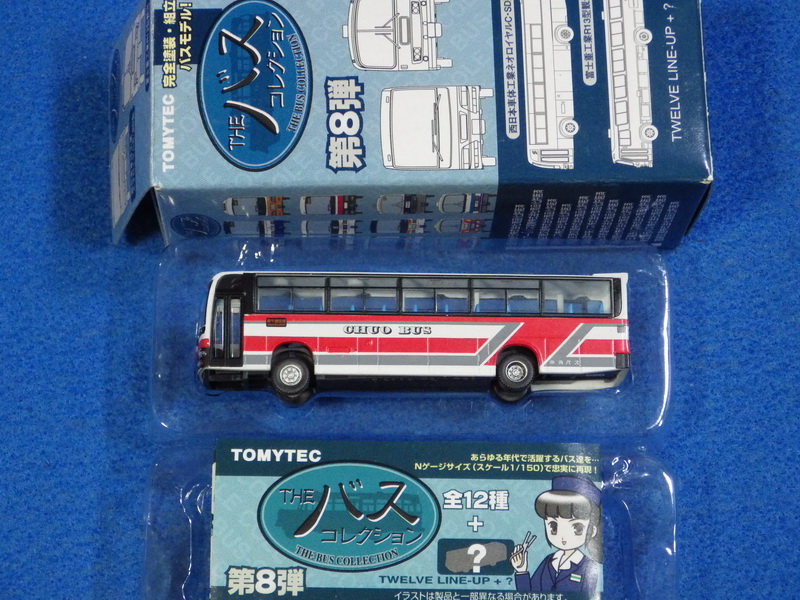 TOMYTEC 完全塗装・組立
バスモデル!
THE バス
コレクション
THE BUS COLLECTION
第8弾
西日本車体工業ネオロイヤルC-SD
富士重工業R13型
TWELVE LINE-UP + ?
CHUO BUS
中央バス
TOMYTEC
あらゆる年代で活躍するバス達を…
Nゲージサイズ(スケール1/150)で忠実に再現!
THE バス
コレクション
THE BUS COLLECTION
全12種
+
?
TWELVE LINE-UP + ?
第8弾
イラストは製品と一部異なる場合があります。